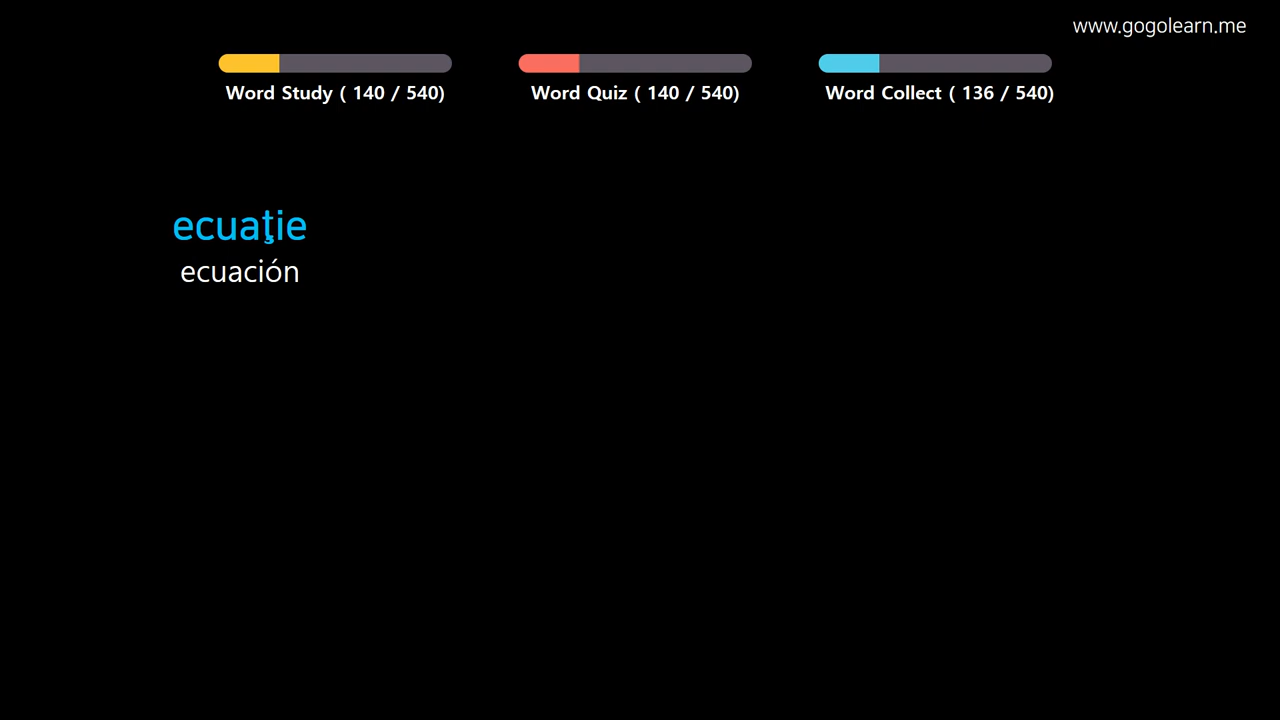 www.gogolearn.me
Word Study ( 140 / 540)
Word Quiz ( 140 / 540)
Word Collect ( 136 / 540)
ecuaţie
ecuación